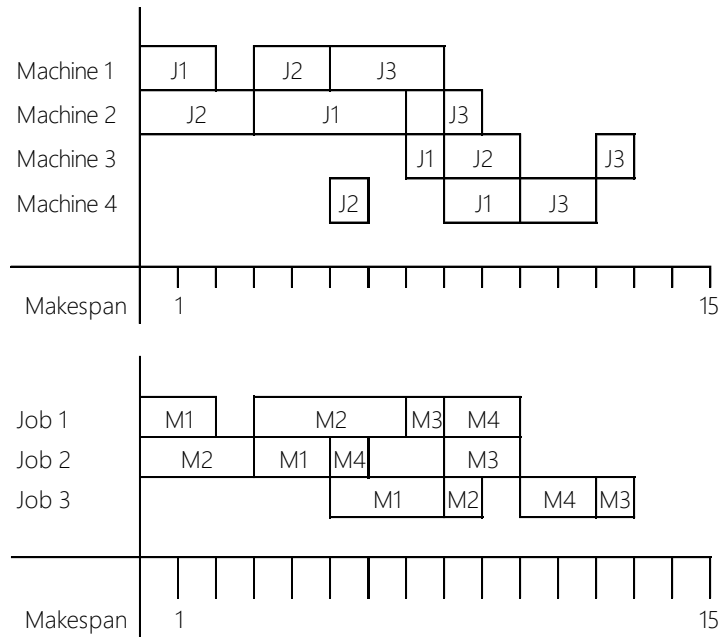 Machine 1 J1 J2 J3
Machine 2 J2 J1 J3
Machine 3 J1 J2 J3
Machine 4 J2 J1 J3
Makespan 1 15
Job 1 M1 M2 M3 M4
Job 2 M2 M1 M4 M3
Job 3 M1 M2 M4 M3
Makespan 1 15